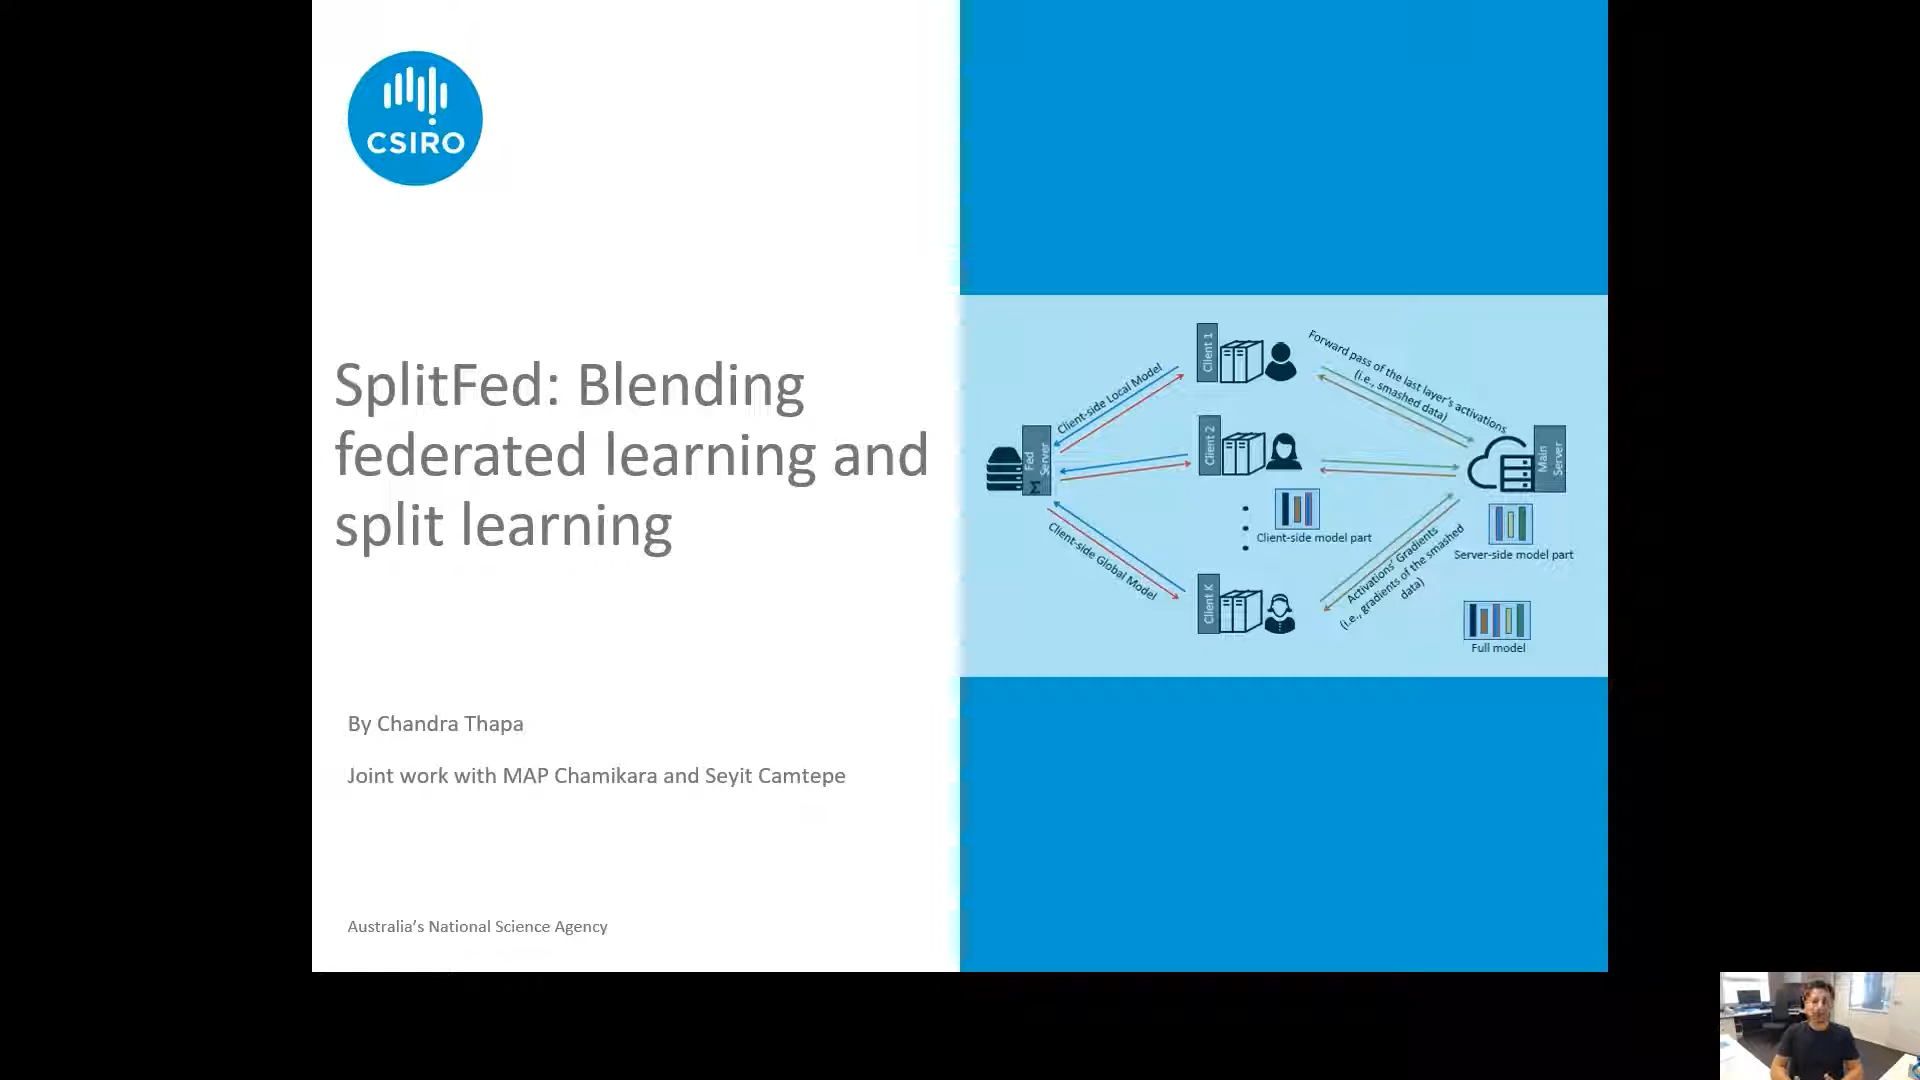 CSIRO
SplitFed: Blending
federated learning and
split learning
By Chandra Thapa
Joint work with MAP Chamikara and Seyit Camtepe
Australia's National Science Agency
Client 1
Client 2
Client K
Fed
Server
Σ
Main
Server
Client-side Local Model
Client-side Global Model
Forward pass of the last layer's activations
(i.e., smashed data)
Activations' Gradients
(i.e., gradients of the smashed
data)
Client-side model part
Server-side model part
Full model